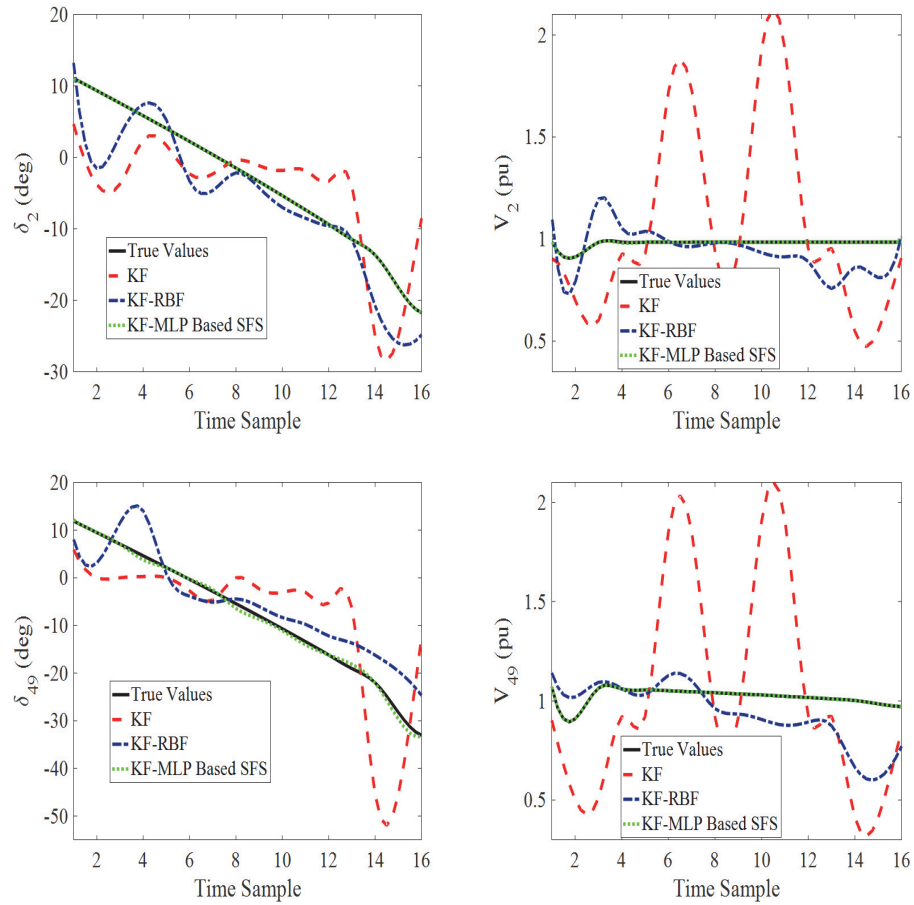 20
10
0
-10
-20
-30
δ2 (deg)
True Values
KF
KF-RBF
KF-MLP Based SFS
2 4 6 8 10 12 14 16
Time Sample
2
1.5
1
0.5
V2 (pu)
True Values
KF
KF-RBF
KF-MLP Based SFS
2 4 6 8 10 12 14 16
Time Sample
20
10
0
-10
-20
-30
-40
-50
δ49 (deg)
True Values
KF
KF-RBF
KF-MLP Based SFS
2 4 6 8 10 12 14 16
Time Sample
2
1.5
1
0.5
V49 (pu)
True Values
KF
KF-RBF
KF-MLP Based SFS
2 4 6 8 10 12 14 16
Time Sample